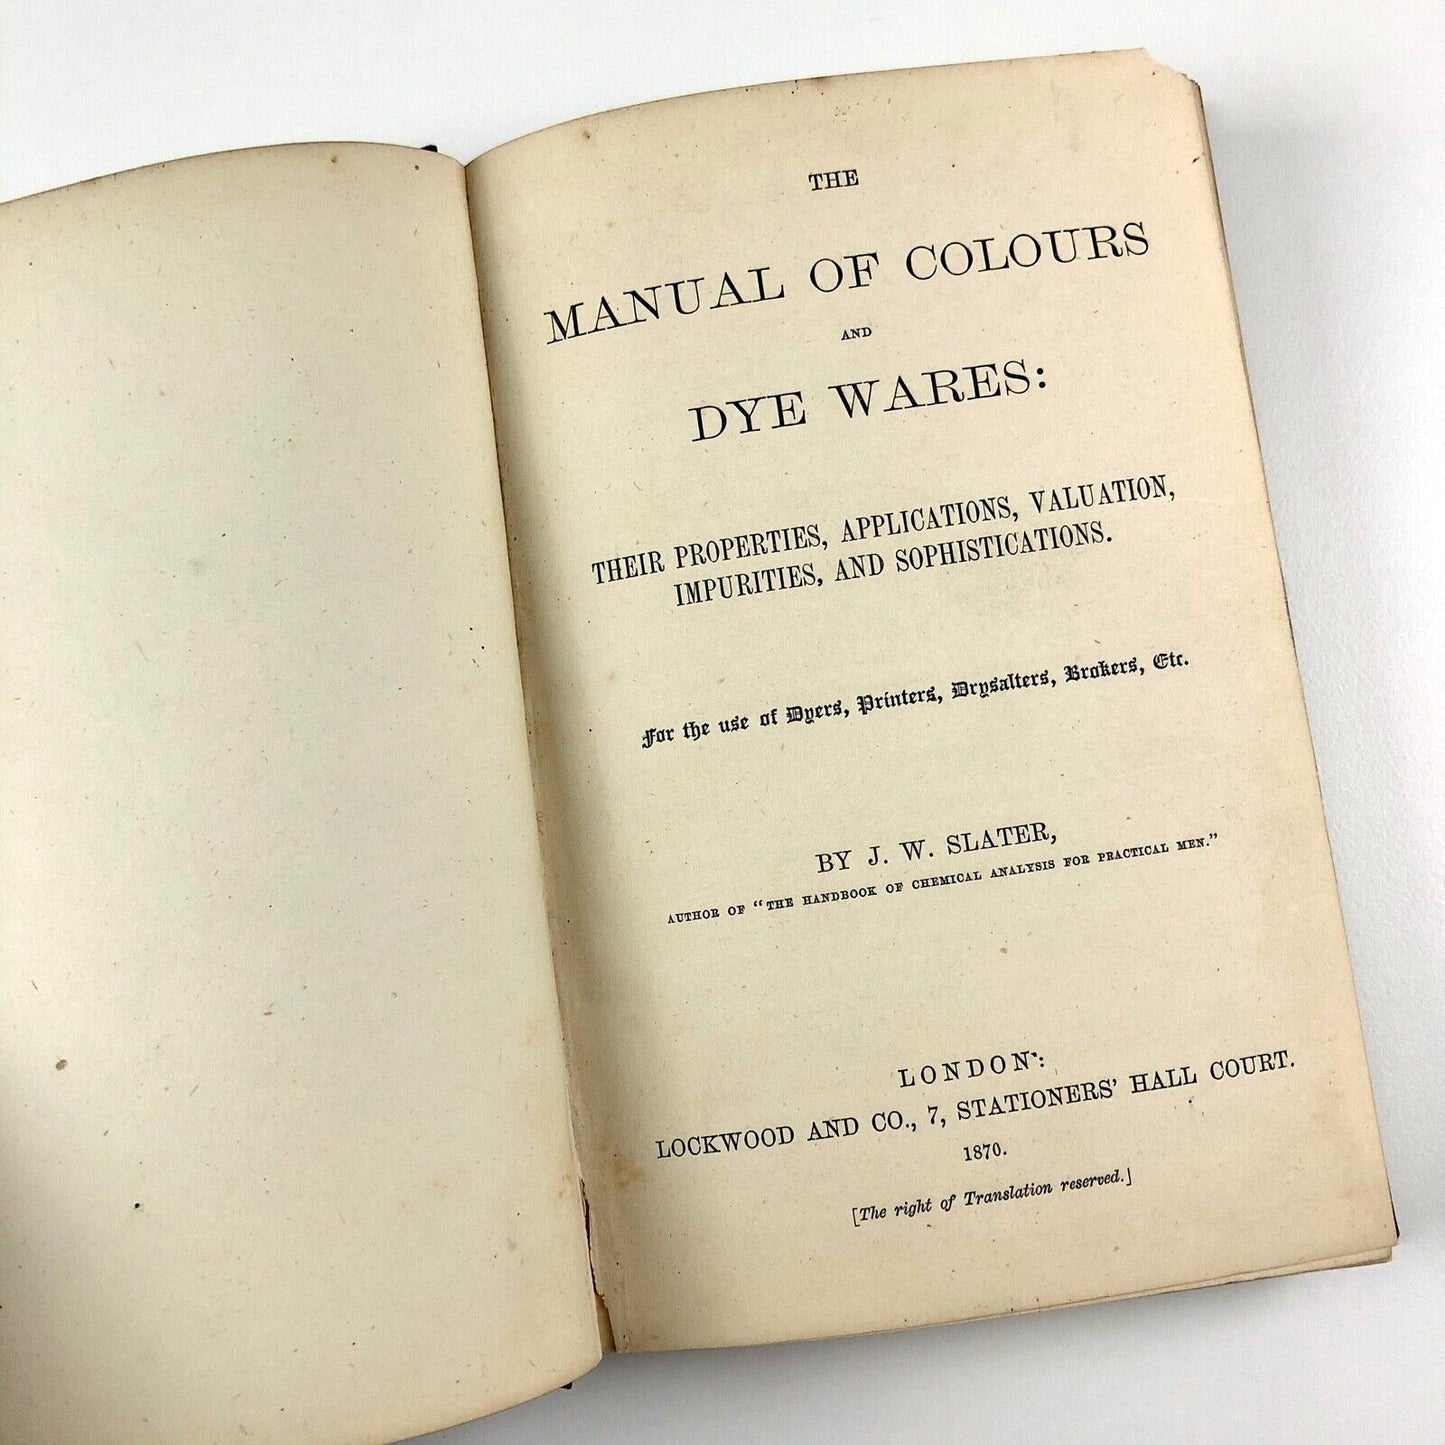 THE
MANUAL OF COLOURS
AND
DYE WARES:
THEIR PROPERTIES, APPLICATIONS, VALUATION,
IMPURITIES, AND SOPHISTICATIONS.
For the use of Dyers, Printers, Drysalters, Brokers, Etc.
BY J. W. SLATER,
AUTHOR OF "THE HANDBOOK OF CHEMICAL ANALYSIS FOR PRACTICAL MEN."
LONDON:
LOCKWOOD AND CO., 7, STATIONERS' HALL COURT.
1870.
[The right of Translation reserved.]